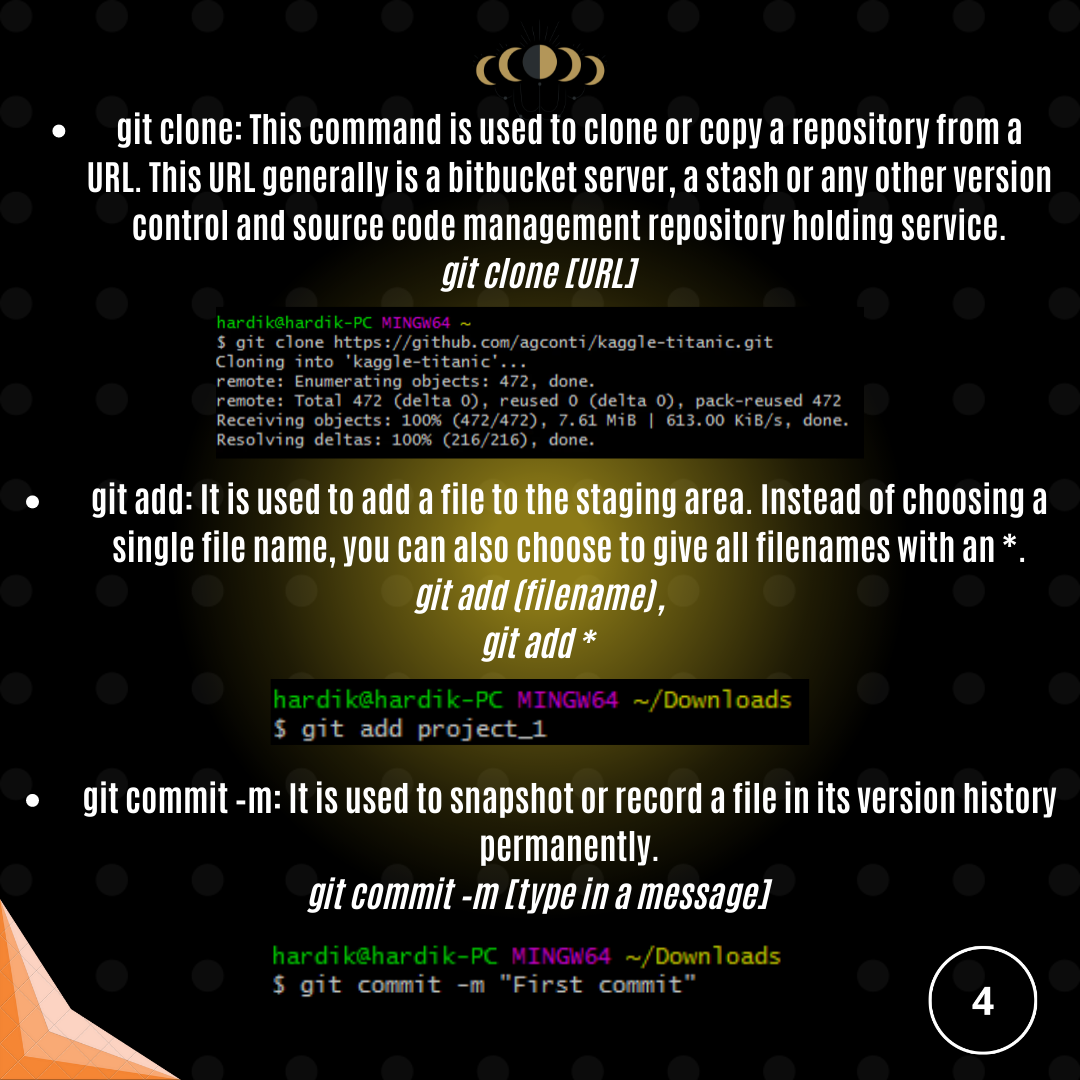 • git clone: This command is used to clone or copy a repository from a
URL. This URL generally is a bitbucket server, a stash or any other version
control and source code management repository holding service.
git clone [URL]
hardik@hardik-PC MINGW64 ~
$ git clone https://github.com/agconti/kaggle-titanic.git
Cloning into 'kaggle-titanic'...
remote: Enumerating objects: 472, done.
remote: Total 472 (delta 0), reused 0 (delta 0), pack-reused 472
Receiving objects: 100% (472/472), 7.61 MiB | 613.00 KiB/s, done.
Resolving deltas: 100% (216/216), done.
• git add: It is used to add a file to the staging area. Instead of choosing a
single file name, you can also choose to give all filenames with an *.
git add (filename),
git add *
hardik@hardik-PC MINGW64 ~/Downloads
$ git add project_1
• git commit -m: It is used to snapshot or record a file in its version history
permanently.
git commit -m [type in a message]
hardik@hardik-PC MINGW64 ~/Downloads
$ git commit -m "First commit"
4